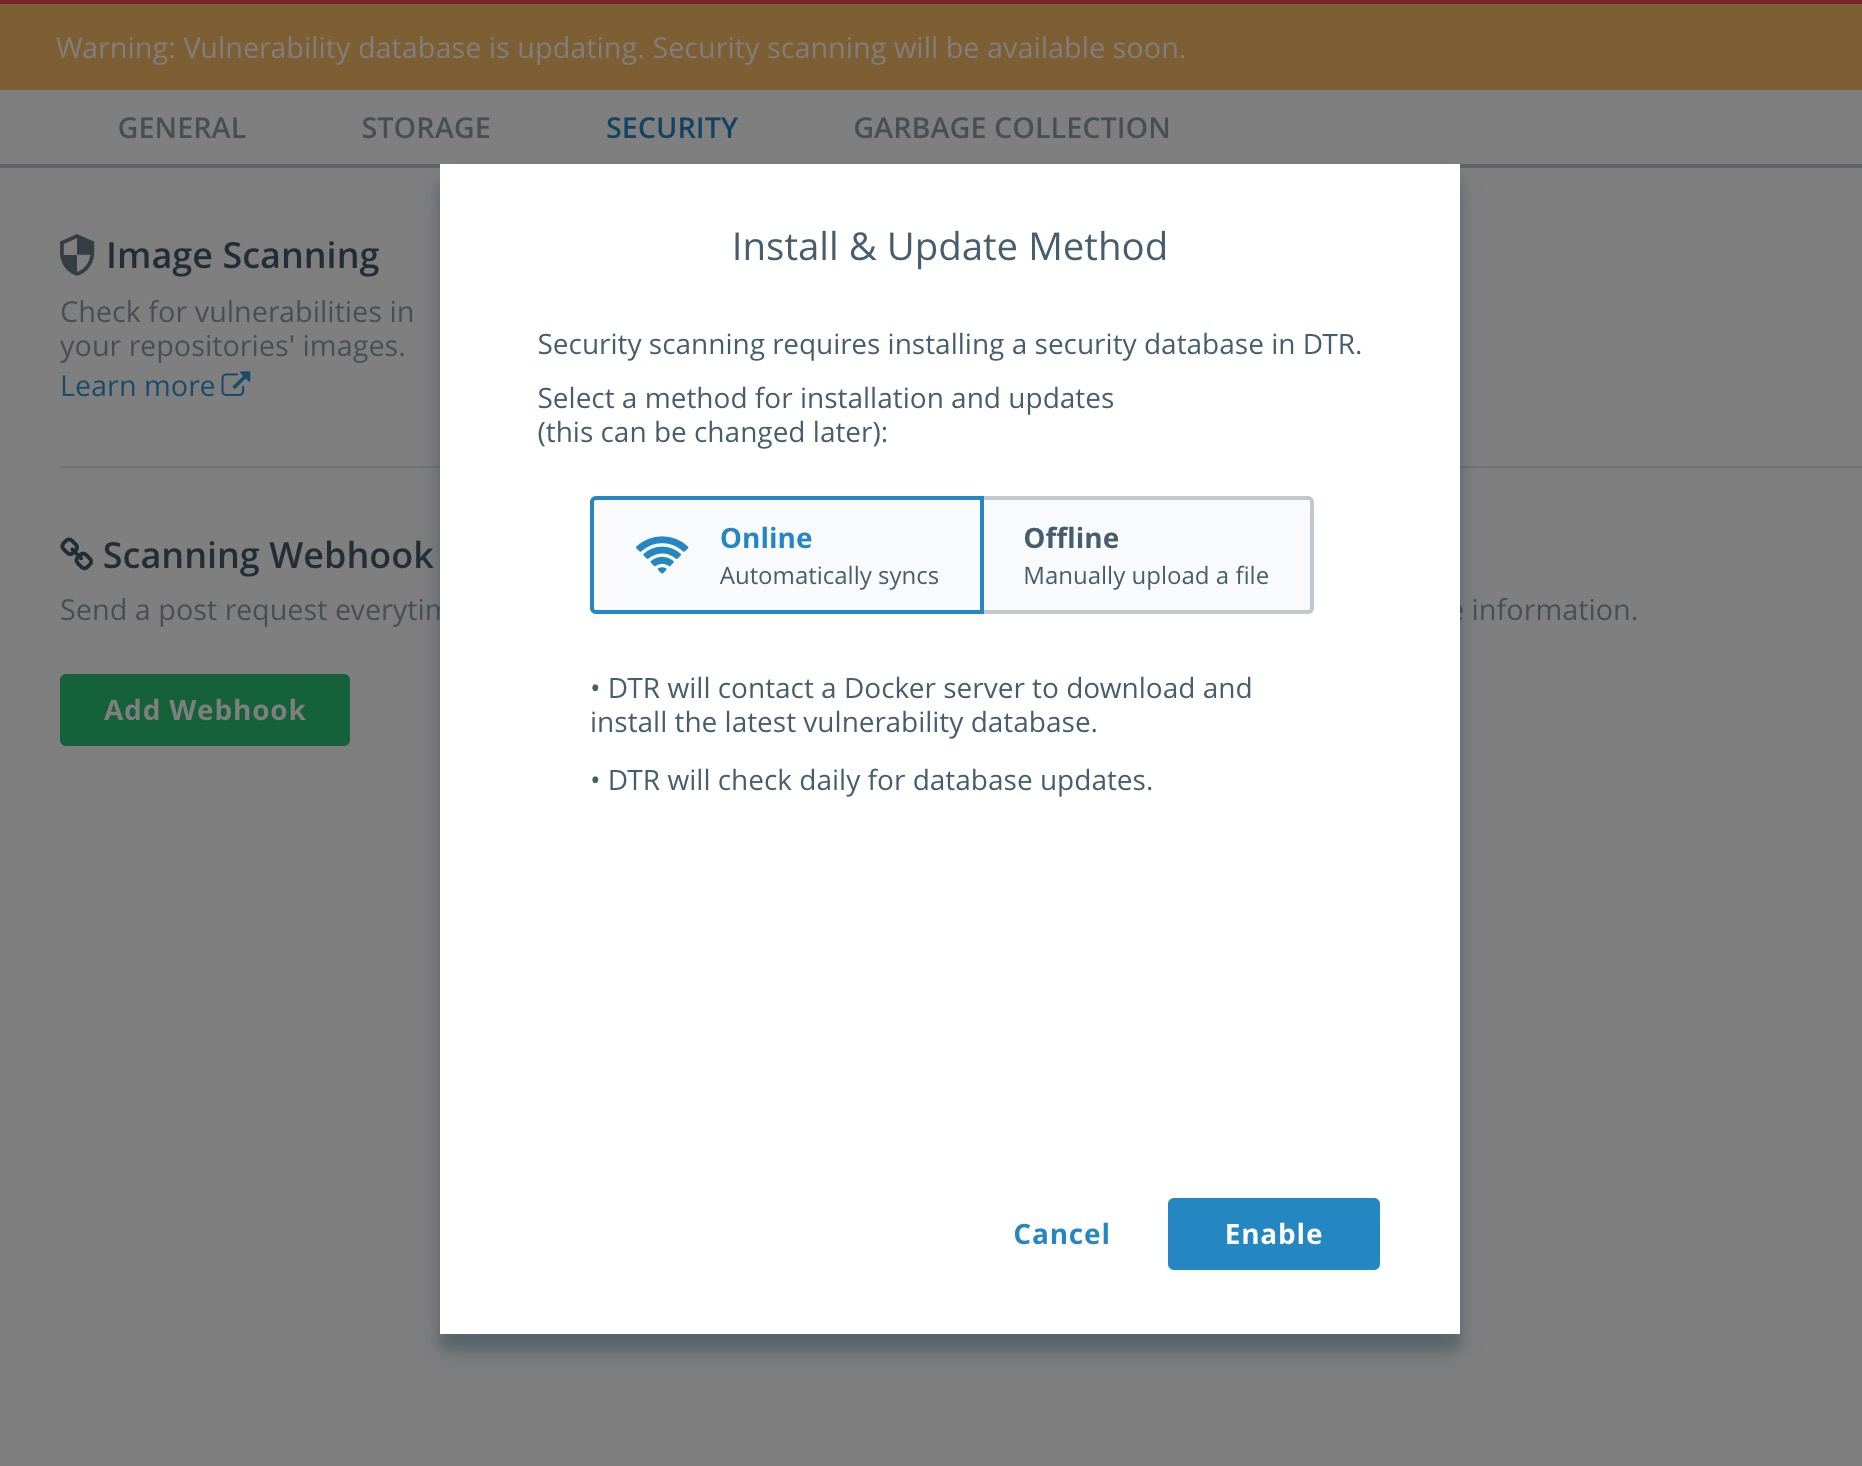 Warning: Vulnerability database is updating. Security scanning will be available soon.
GENERAL STORAGE SECURITY GARBAGE COLLECTION
Image Scanning
Check for vulnerabilities in
your repositories' images.
Learn more
Scanning Webhook
Send a post request
information.
Add Webhook
Install & Update Method
Security scanning requires installing a security database in DTR.
Select a method for installation and updates
(this can be changed later):
Online
Automatically syncs
Offline
Manually upload a file
• DTR will contact a Docker server to download and
install the latest vulnerability database.
• DTR will check daily for database updates.
Cancel
Enable